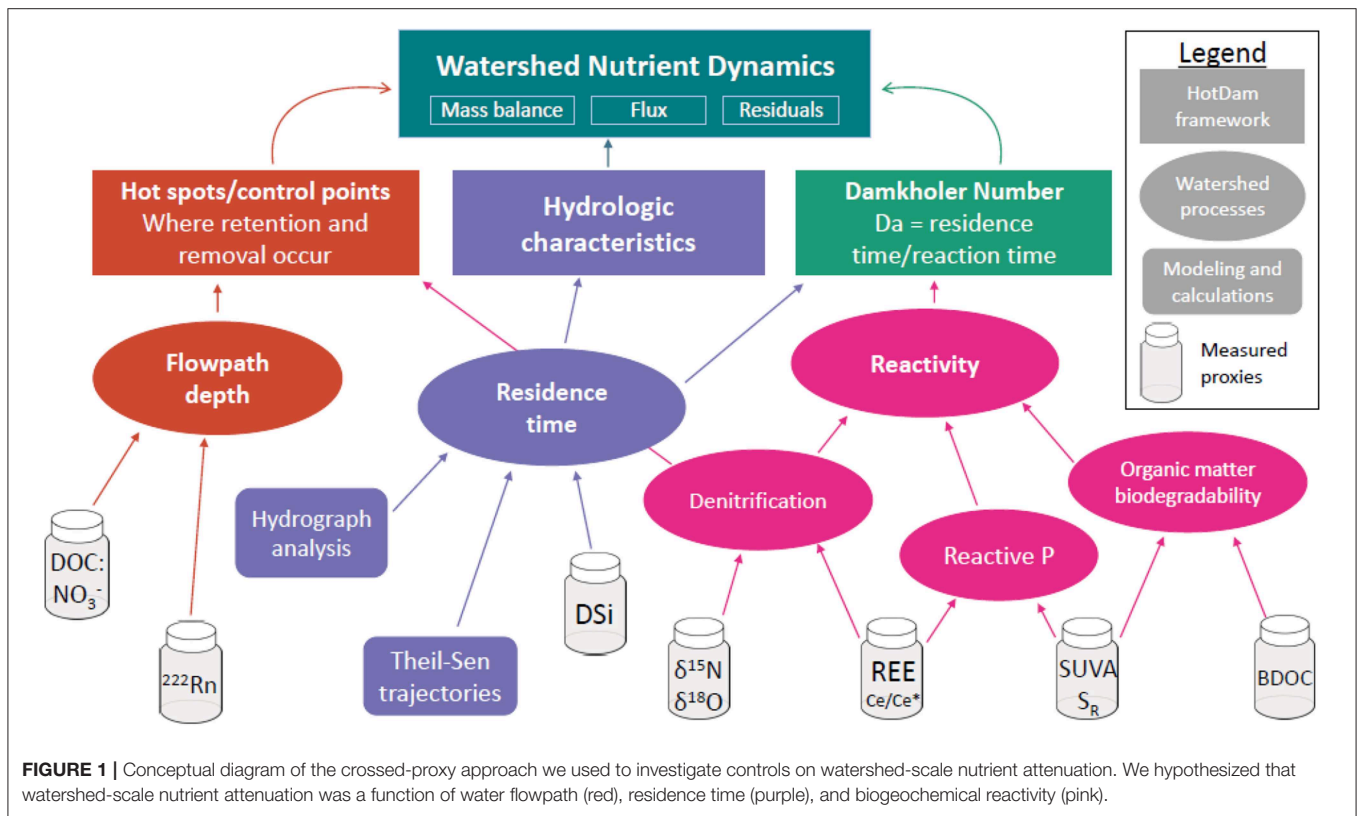 Watershed Nutrient Dynamics
Mass balance
Flux
Residuals
Legend
HotDam
framework
Watershed
processes
Modeling and
calculations
Measured
proxies
Hot spots/control points
Where retention and
removal occur
Hydrologic
characteristics
Damkholer Number
Da = residence
time/reaction time
Flowpath
depth
Residence
time
Reactivity
Hydrograph
analysis
Theil-Sen
trajectories
Denitrification
Reactive P
Organic matter
biodegradability
DOC:
NO₃⁻
²²²Rn
DSi
δ¹⁵N
δ¹⁸O
REE
Ce/Ce*
SUVA
S_R
BDOC
FIGURE 1 | Conceptual diagram of the crossed-proxy approach we used to investigate controls on watershed-scale nutrient attenuation. We hypothesized that
watershed-scale nutrient attenuation was a function of water flowpath (red), residence time (purple), and biogeochemical reactivity (pink).